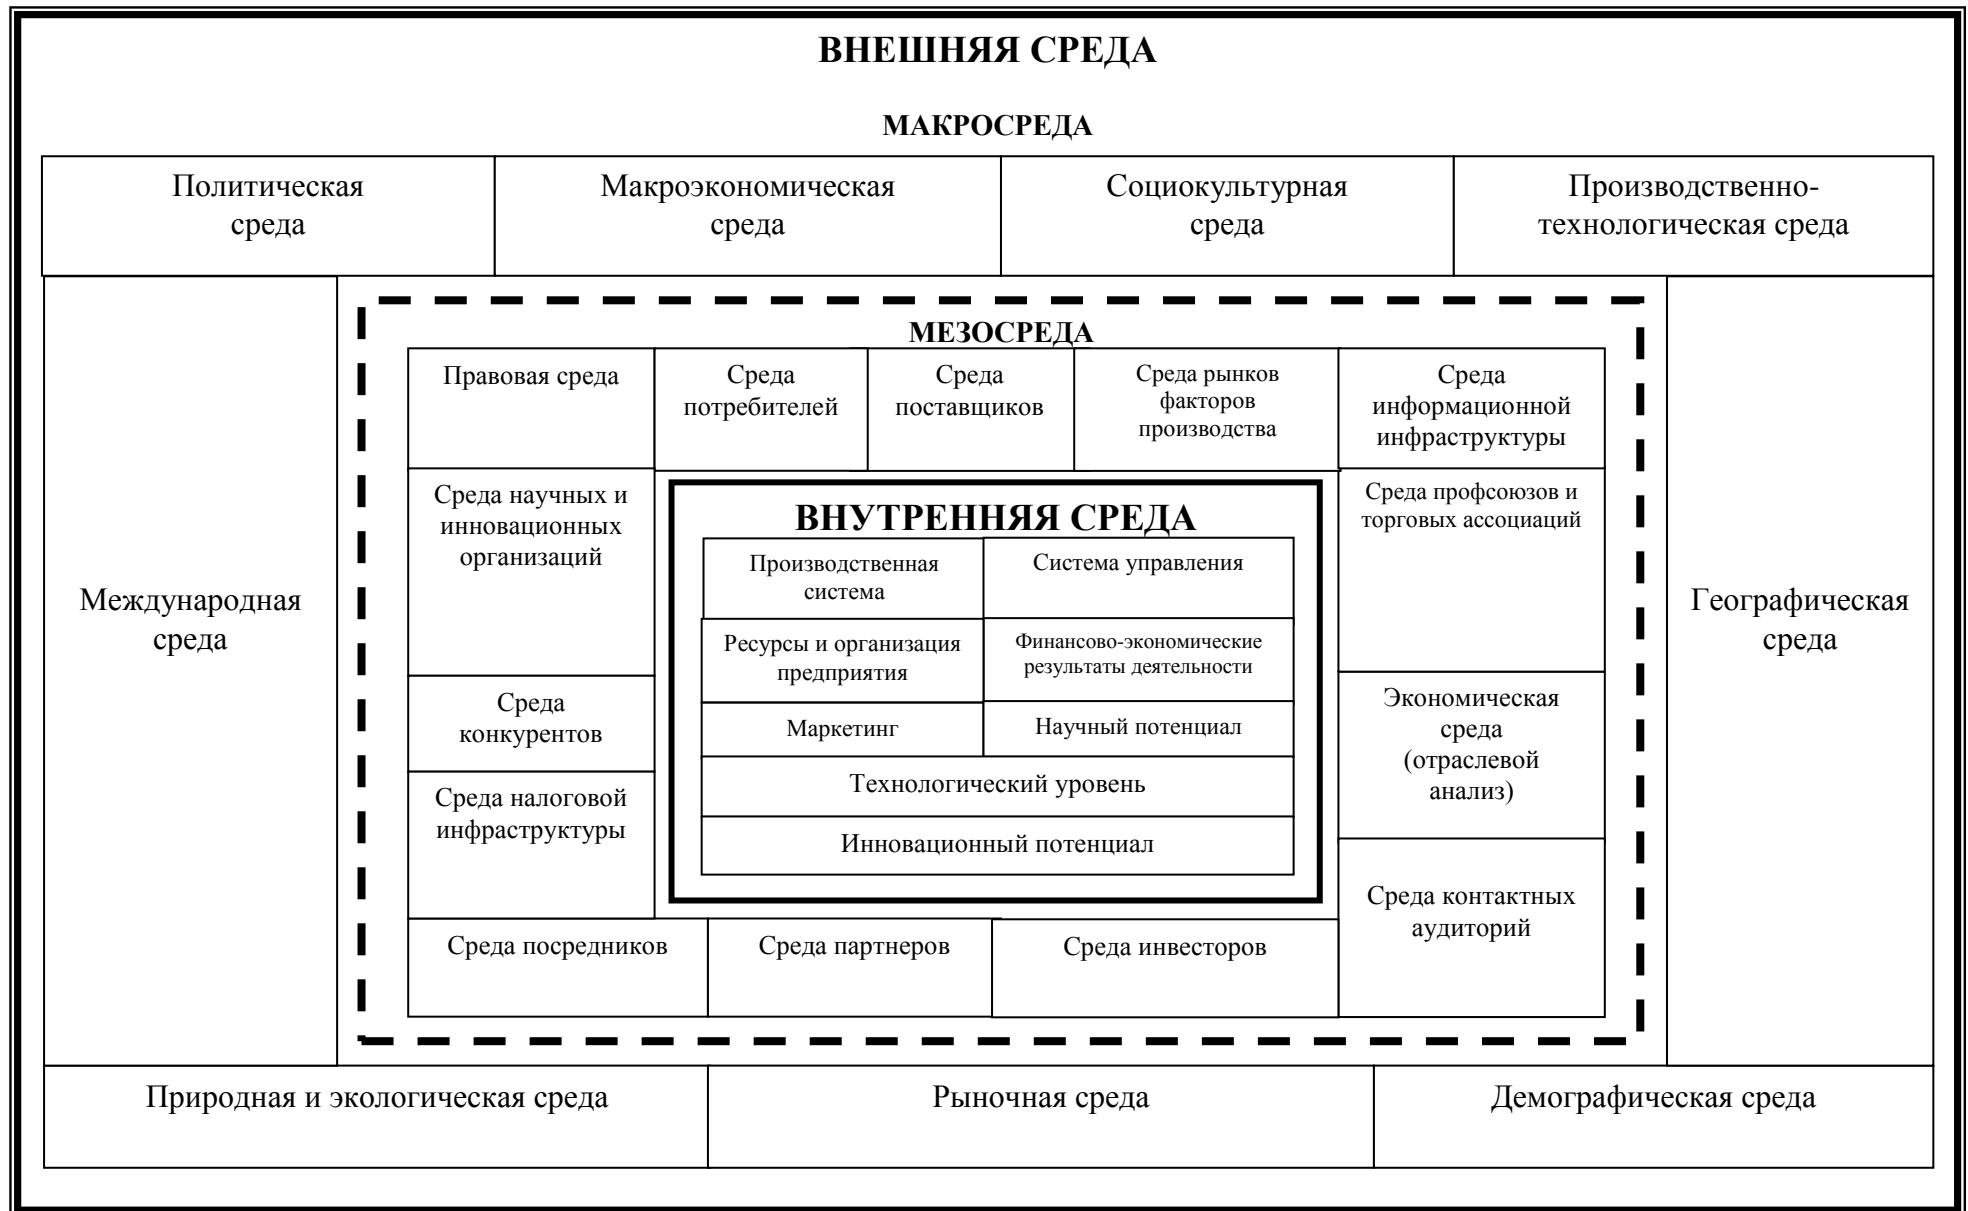 ВНЕШНЯЯ СРЕДА
МАКРОСРЕДА
Политическая
среда
Макроэкономическая
среда
Социокультурная
среда
Производственно-
технологическая среда
Международная
среда
МЕЗОСРЕДА
Правовая среда
Среда
потребителей
Среда
поставщиков
Среда рынков
факторов
производства
Среда
информационной
инфраструктуры
Среда научных и
инновационных
организаций
Среда
конкурентов
Среда налоговой
инфраструктуры
ВНУТРЕННЯЯ СРЕДА
Производственная
система
Система управления
Ресурсы и организация
предприятия
Финансово-экономические
результаты деятельности
Маркетинг
Научный потенциал
Технологический уровень
Инновационный потенциал
Среда профсоюзов и
торговых ассоциаций
Экономическая
среда
(отраслевой
анализ)
Среда контактных
аудиторий
Среда посредников
Среда партнеров
Среда инвесторов
Географическая
среда
Природная и экологическая среда
Рыночная среда
Демографическая среда